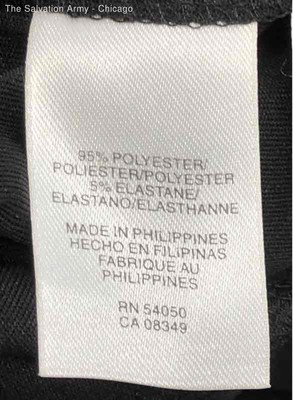 The Salvation Army - Chicago
95% POLYESTER/
POLIESTER/POLYESTER
5% ELASTANE/
ELASTANO/ELASTHANNE
MADE IN PHILIPPINES
HECHO EN FILIPINAS
FABRIQUE AU
PHILIPPINES
RN 54050
CA 08349